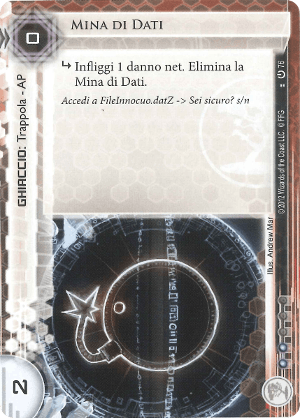 0
MINA DI DATI
↳ Infliggi 1 danno net. Elimina la
Mina di Dati.
Accedi a FileInnocuo.datZ -> Sei sicuro? s/n
GHIACCIO: Trappola - AP
76
© 2012 Wizards of the Coast LLC. © FFG
Illus. Andrew Mar
2